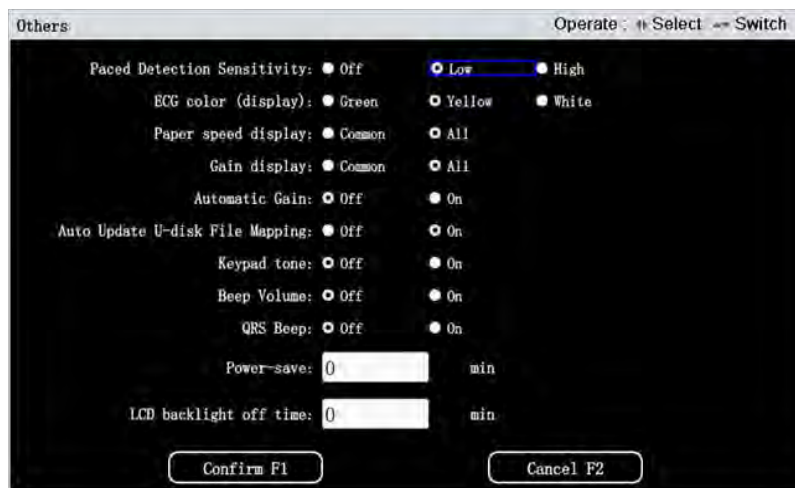 Others Operate : Select Switch
Paced Detection Sensitivity: Off Low High
ECG color (display): Green Yellow White
Paper speed display: Common All
Gain display: Common All
Automatic Gain: Off On
Auto Update U-disk File Mapping: Off On
Keypad tone: Off On
Beep Volume: Off On
QRS Beep: Off On
Power-save: 0 min
LCD backlight off time: 0 min
Confirm F1 Cancel F2